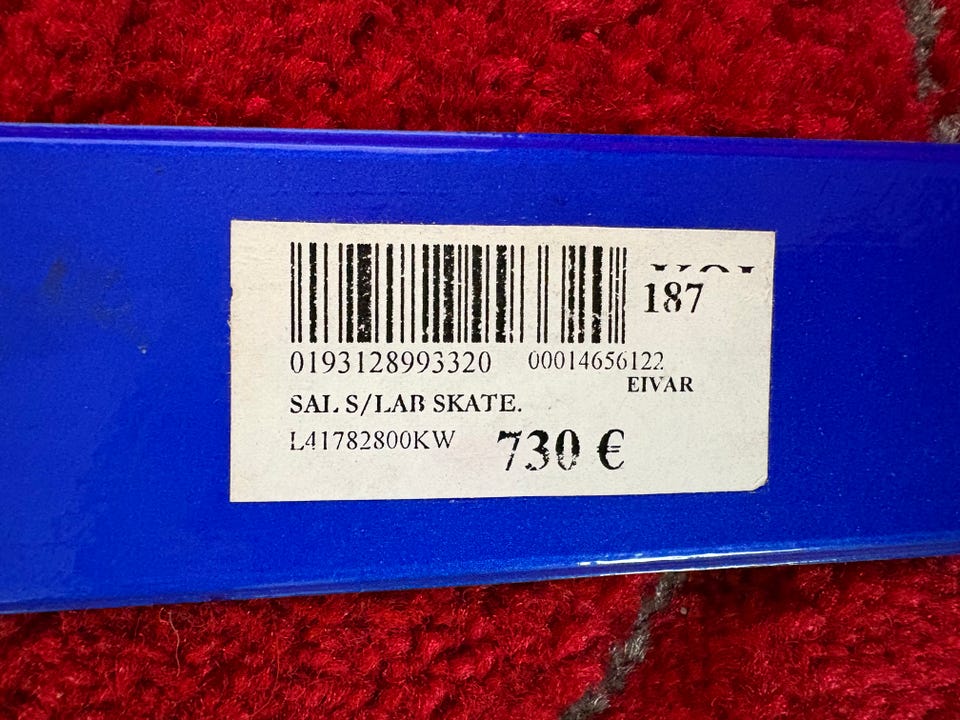 187
0193128993320 00014656122
EIVAR
SAL S/LAB SKATE.
L41782800KW 730 €